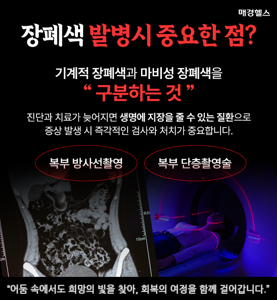 매경헬스
장폐색 발병시 중요한 점?
기계적 장폐색과 마비성 장폐색을
“ 구분하는 것 ”
진단과 치료가 늦어지면 생명에 지장을 줄 수 있는 질환으로
증상 발생 시 즉각적인 검사와 처치가 중요합니다.
복부 방사선촬영 복부 단층촬영술
"어둠 속에서도 희망의 빛을 찾아, 회복의 여정을 함께 걸어갑니다."